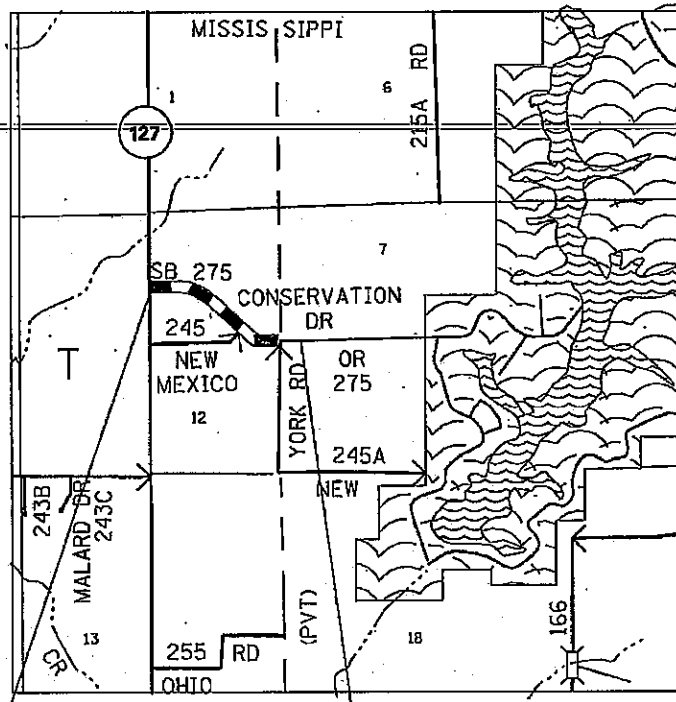 MISSIS SIPPI
1
6
215A RD
127
7
SB 275
CONSERVATION
DR
245
NEW
MEXICO
OR
275
YORK RD
T
12
245A
NEW
243B
MALARD DR
243C
(PVT)
166
13
18
CR
255 RD
OHIO